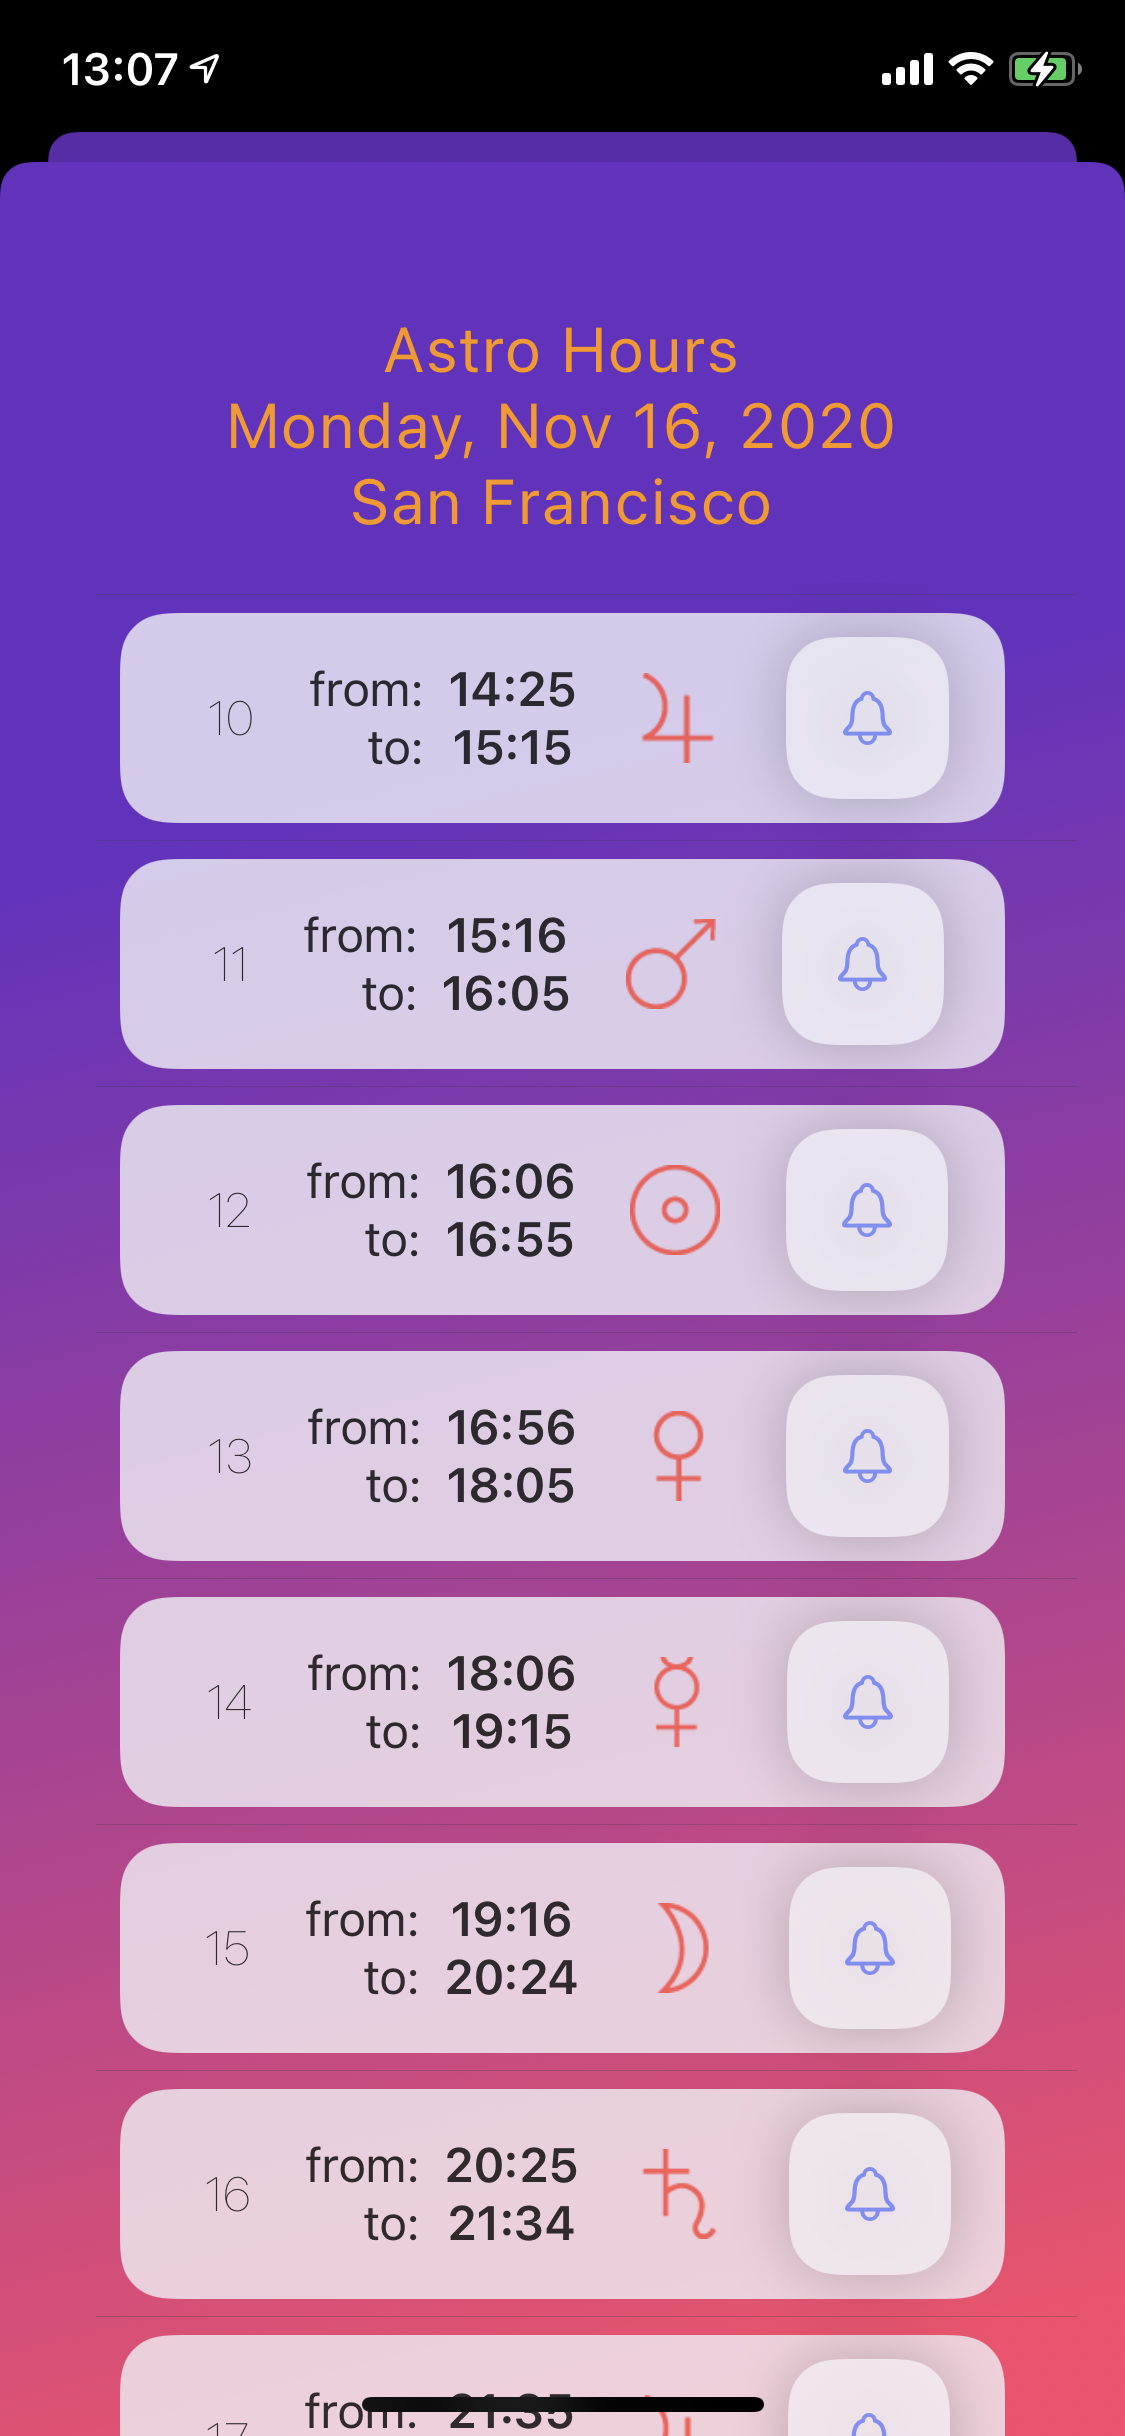 13:07
Astro Hours
Monday, Nov 16, 2020
San Francisco
10 from: 14:25
to: 15:15
11 from: 15:16
to: 16:05
12 from: 16:06
to: 16:55
13 from: 16:56
to: 18:05
14 from: 18:06
to: 19:15
15 from: 19:16
to: 20:24
16 from: 20:25
to: 21:34
17 from: 21:35